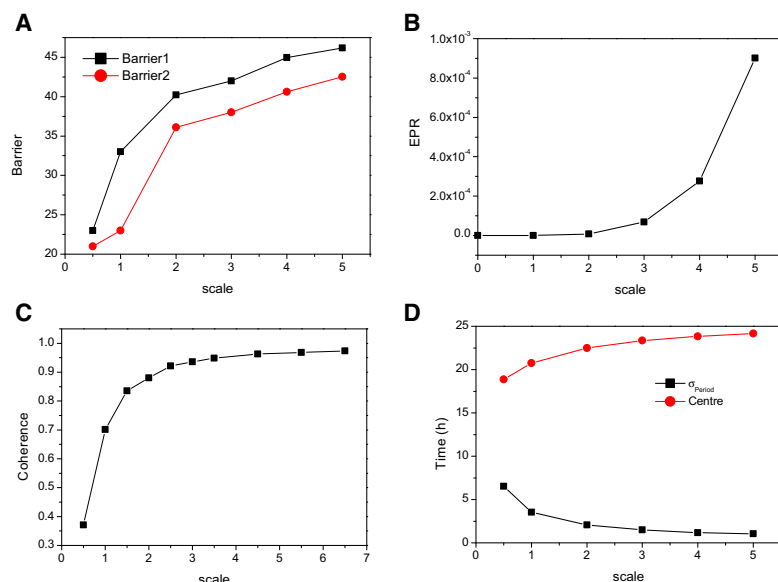 A
Barrier1
Barrier2
45
40
35
30
25
20
Barrier
0 1 2 3 4 5
scale
B
1.0x10-3
8.0x10-4
6.0x10-4
4.0x10-4
2.0x10-4
0.0
EPR
0 1 2 3 4 5
scale
C
1.0
0.9
0.8
0.7
0.6
0.5
0.4
0.3
Coherence
0 1 2 3 4 5 6 7
scale
D
25
20
15
10
5
0
Time (h)
σPeriod
Centre
0 1 2 3 4 5
scale